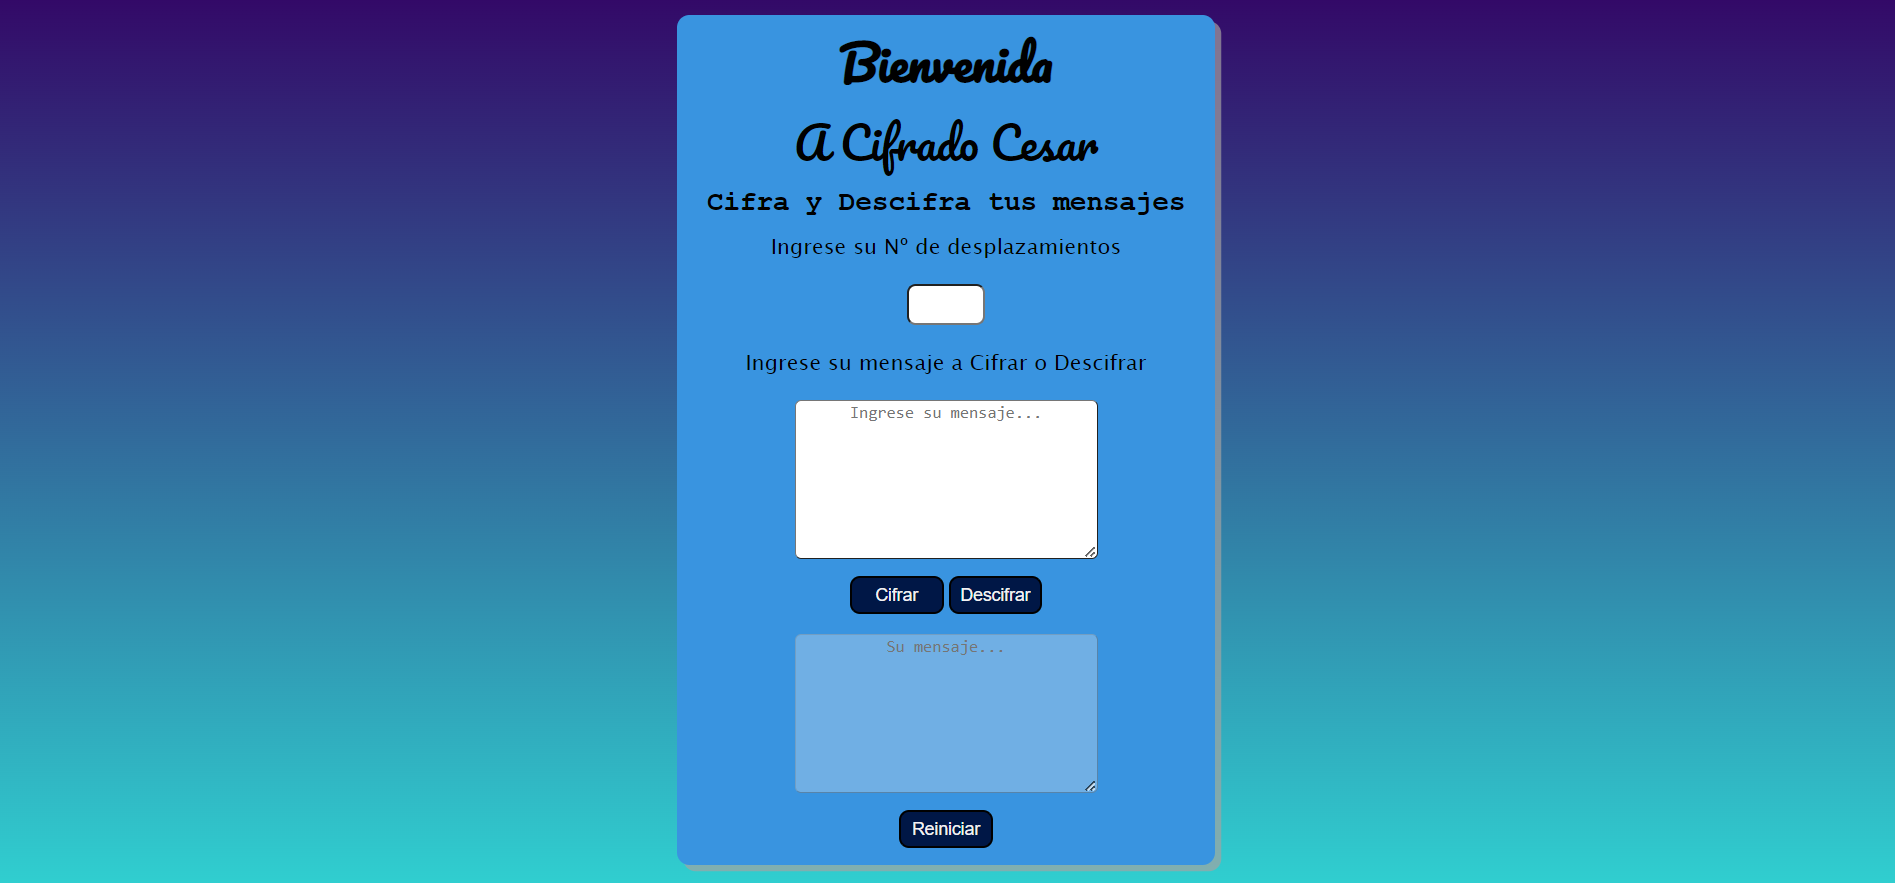 Bienvenida
A Cifrado Cesar
Cifra y Descifra tus mensajes
Ingrese su Nº de desplazamientos
Ingrese su mensaje a Cifrar o Descifrar
Ingrese su mensaje...
Cifrar Descifrar
Su mensaje...
Reiniciar